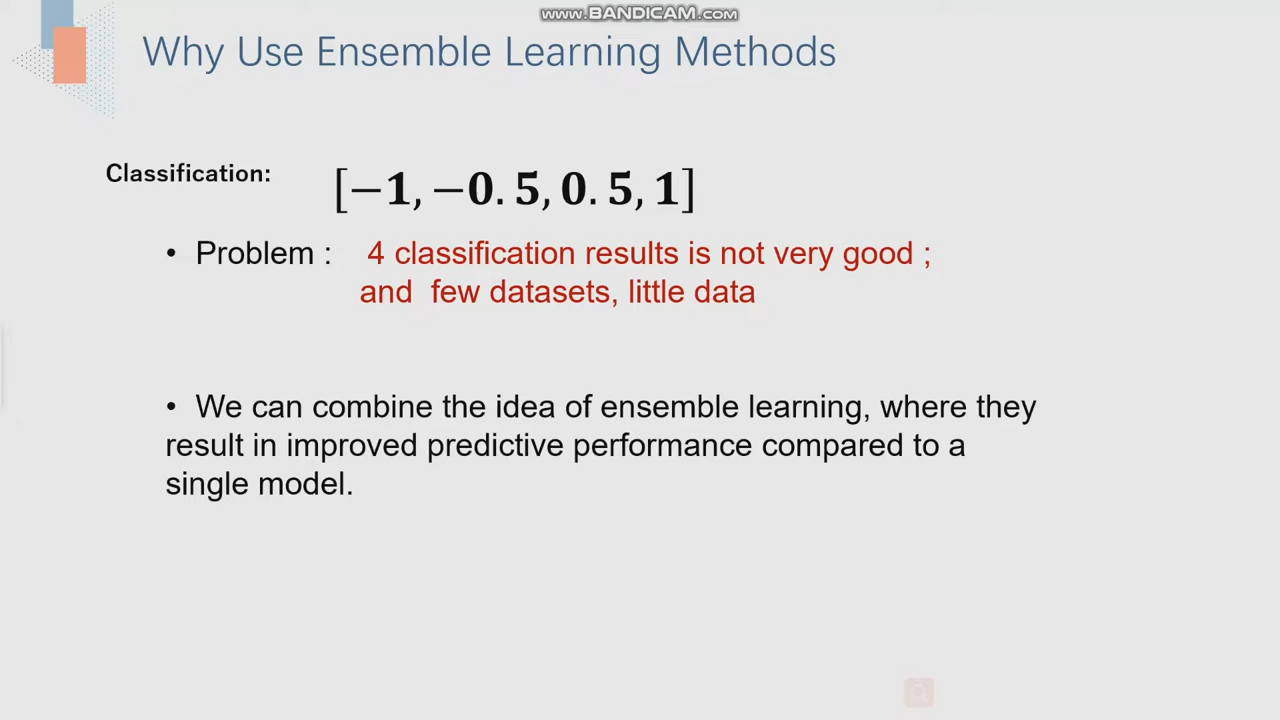 www.BANDICAM.com
Why Use Ensemble Learning Methods
Classification: [−1, −0.5, 0.5, 1]
• Problem : 4 classification results is not very good ;
and few datasets, little data
• We can combine the idea of ensemble learning, where they
result in improved predictive performance compared to a
single model.